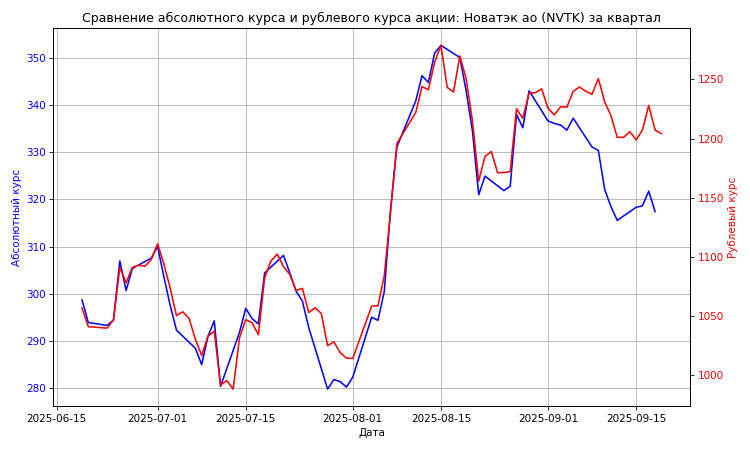 Сравнение абсолютного курса и рублевого курса акции: Новатэк ао (NVTK) за квартал
350
340
330
320
310
300
290
280
Абсолютный курс
1250
1200
1150
1100
1050
1000
Рублевый курс
2025-06-15 2025-07-01 2025-07-15 2025-08-01 2025-08-15 2025-09-01 2025-09-15
Дата